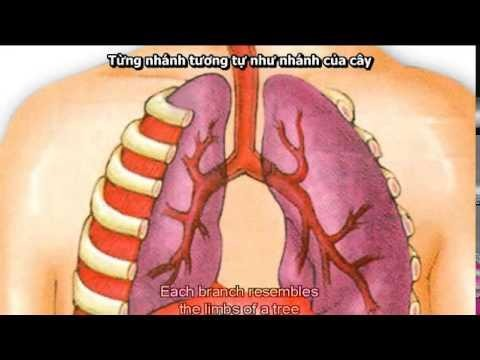 Từng nhánh tương tự như nhánh của cây
Each branch resembles
the limbs of a tree